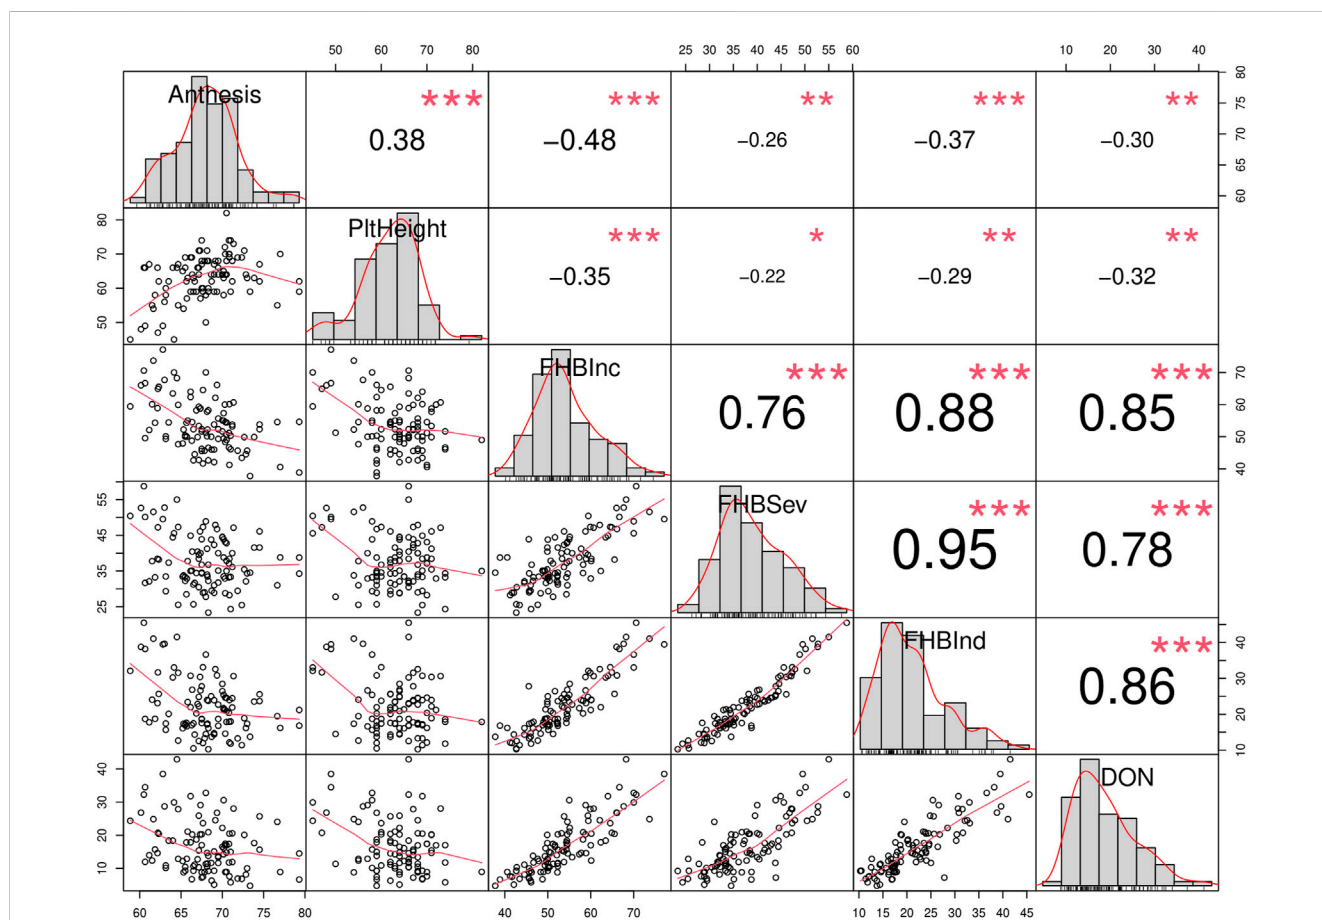 50 60 70 80 25 30 35 40 45 50 55 60 10 20 30 40
Anthesis *** 0.38 *** −0.48 ** −0.26 *** −0.37 ** −0.30 60 65 70 75 80
50 60 70 80 PltHeight *** −0.35 * −0.22 ** −0.29 ** −0.32
FHBInc *** 0.76 *** 0.88 *** 0.85 40 50 60 70
25 35 45 55 FHBSev *** 0.95 *** 0.78
FHBInd *** 0.86 10 20 30 40
10 20 30 40 DON
60 65 70 75 80 40 50 60 70 10 15 20 25 30 35 40 45